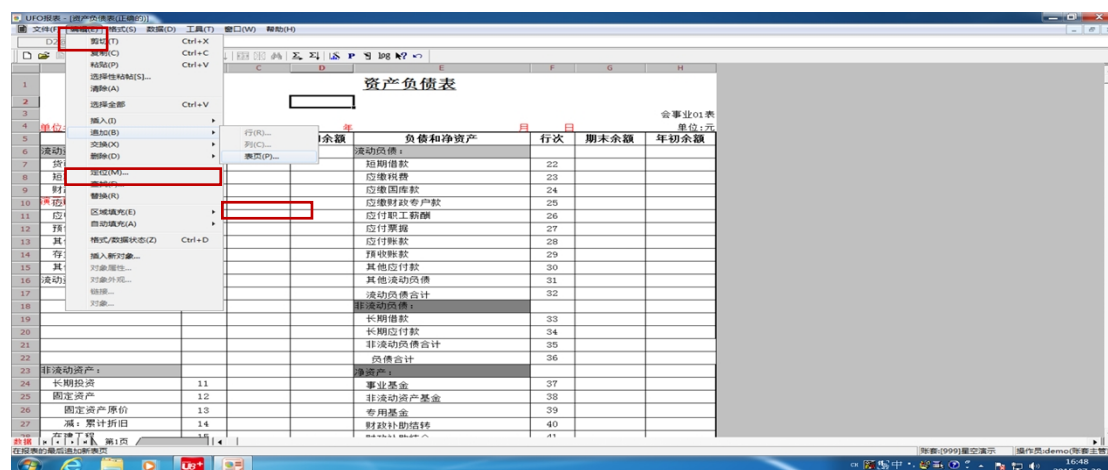 UFO报表 - [资产负债表(正确的)]
文件(F) 编辑(E) 格式(S) 数据(D) 工具(T) 窗口(W) 帮助(H)
剪切(T) Ctrl+X
复制(C) Ctrl+C
粘贴(P) Ctrl+V
选择性粘帖[S]...
清除(A)
选择全部 Ctrl+V
插入(I)
追加(B)
交换(X)
删除(D)
定位(M)...
替换(R)
区域填充(E)
自动填充(A)
格式/数据状态(Z) Ctrl+D
插入新对象...
对象属性...
对象外观...
链接...
对象...
行(R)...
列(C)...
表页(P)...
C D E F G H
资产负债表
会事业01表
年 月 日 单位:元
负债和净资产 行次 期末余额 年初余额
流动负债:
短期借款 22
应缴税费 23
应缴国库款 24
应缴财政专户款 25
应付职工薪酬 26
应付票据 27
应付账款 28
预收账款 29
其他应付款 30
其他流动负债 31
流动负债合计 32
非流动负债:
长期借款 33
长期应付款 34
非流动负债合计 35
负债合计 36
非流动资产: 净资产:
长期投资 11 事业基金 37
固定资产 12 非流动资产基金 38
固定资产原价 13 专用基金 39
减:累计折旧 14 财政补助结转 40
数据 第1页
在报表的最后追加新表页 账套:[999]星空演示 操作员:demo(账套主管
16:48